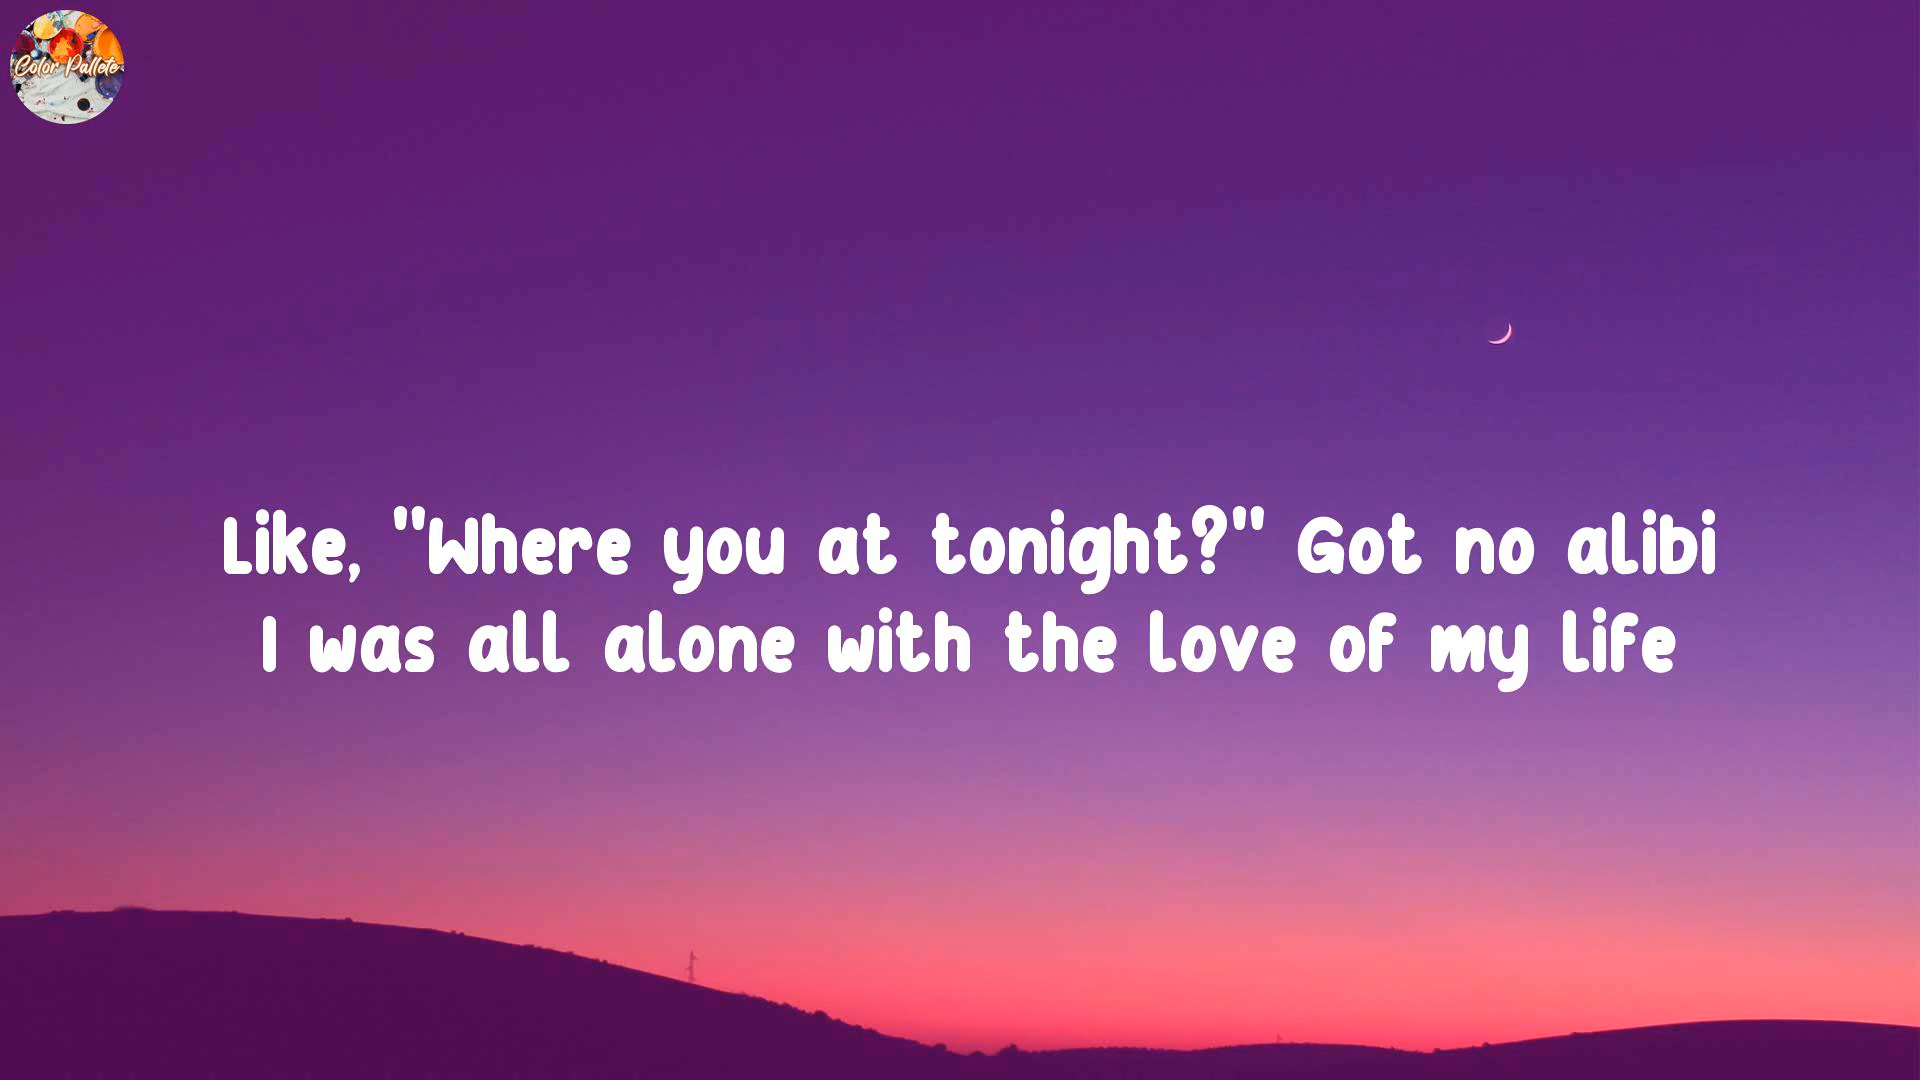 Color Pallete
Like, "Where you at tonight?" Got no alibi
I was all alone with the love of my life